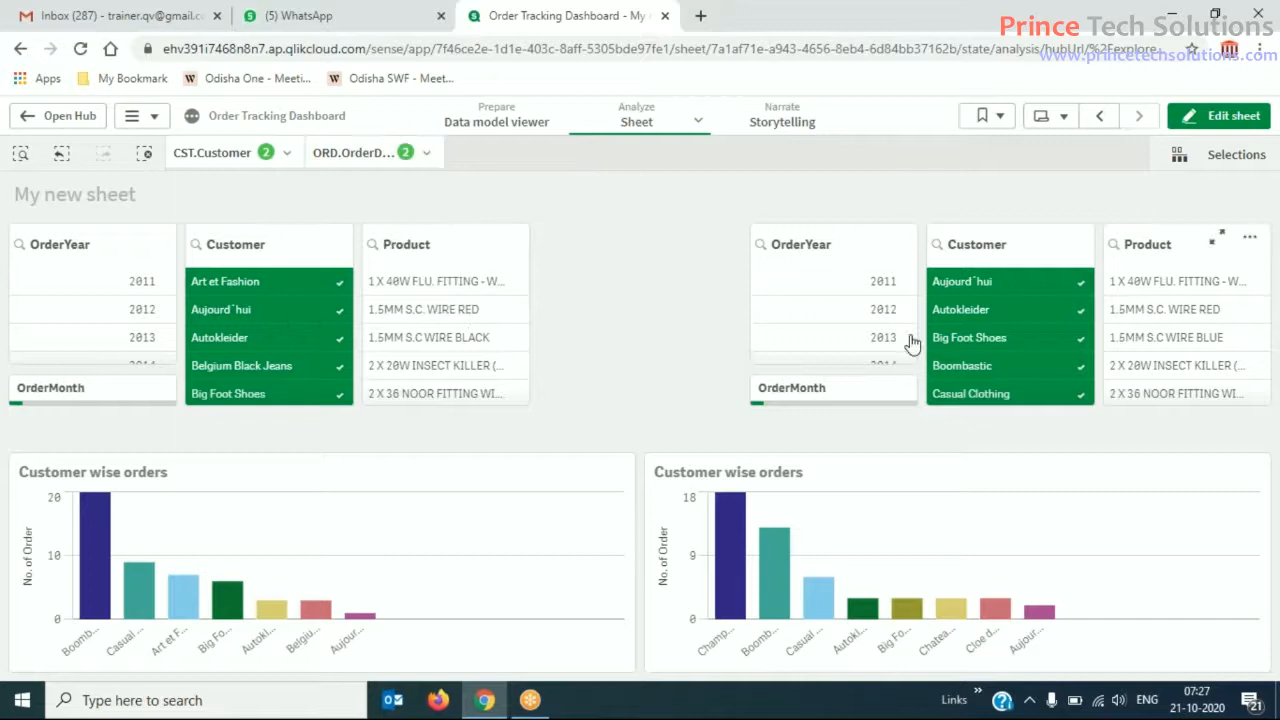 Inbox (287) - trainer.qv@gmail.co
(5) WhatsApp
Order Tracking Dashboard - My
Prince Tech Solutions
ehv391i7468n8n7.ap.qlikcloud.com/sense/app/7f46ce2e-1d1e-403c-8aff-5305bde97fe1/sheet/7a1af71e-a943-4656-8eb4-6d84bb37162b/state/analysis/hubUrl/%2Fexplore
www.princetechsolutions.com
Apps
My Bookmark
Odisha One - Meeti...
Odisha SWF - Meet...
Open Hub
Order Tracking Dashboard
Prepare
Data model viewer
Analyze
Sheet
Narrate
Storytelling
Edit sheet
CST.Customer 2
ORD.OrderD... 2
Selections
My new sheet
OrderYear
2011
2012
2013
2014
OrderMonth
Customer
Art et Fashion
Aujourd´hui
Autokleider
Belgium Black Jeans
Big Foot Shoes
Product
1 X 40W FLU. FITTING - W...
1.5MM S.C. WIRE RED
1.5MM S.C WIRE BLACK
2 X 20W INSECT KILLER (...
2 X 36 NOOR FITTING WI...
OrderYear
2011
2012
2013
2014
OrderMonth
Customer
Aujourd´hui
Autokleider
Big Foot Shoes
Boombastic
Casual Clothing
Product
1 X 40W FLU. FITTING - W...
1.5MM S.C. WIRE RED
1.5MM S.C WIRE BLUE
2 X 20W INSECT KILLER (...
2 X 36 NOOR FITTING WI...
Customer wise orders
No. of Order
20
10
0
Boomb...
Casual ...
Art et F...
Big Fo...
Autokl...
Belgiu...
Aujour...
Customer wise orders
No. of Order
18
9
0
Champ...
Boomb...
Casual ...
Autokl...
Big Fo...
Chatea...
Cloe d...
Aujour...
Type here to search
Links
ENG
07:27
21-10-2020
21